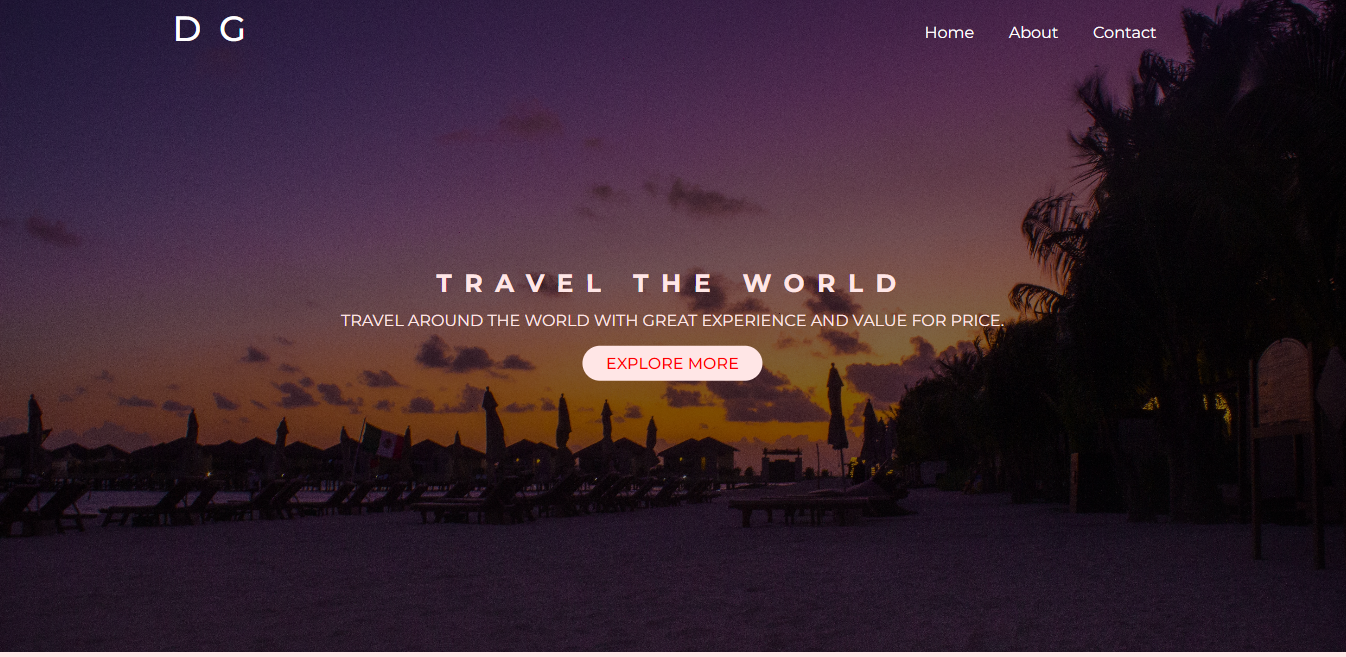 D G
Home About Contact
TRAVEL THE WORLD
TRAVEL AROUND THE WORLD WITH GREAT EXPERIENCE AND VALUE FOR PRICE.
EXPLORE MORE